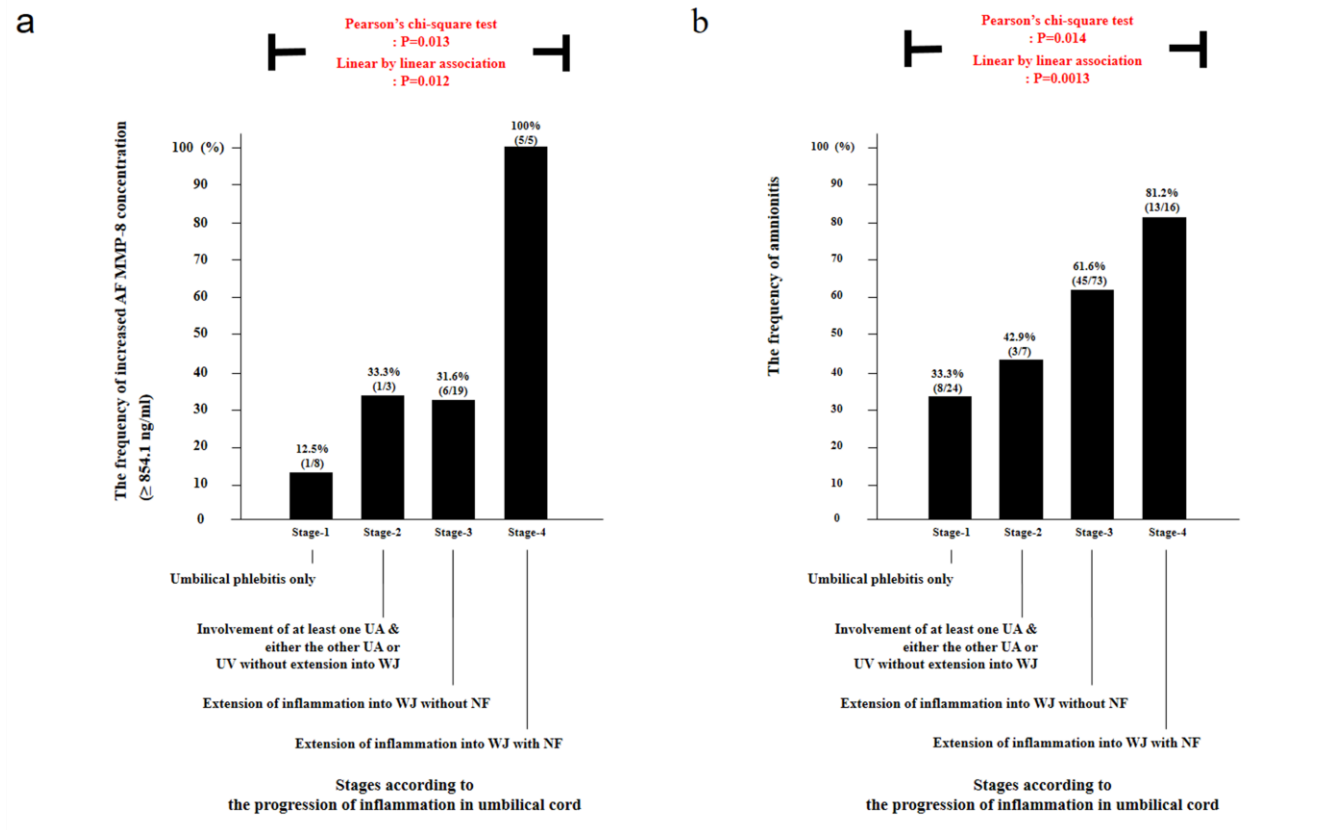 a
Pearson's chi-square test
: P=0.013
Linear by linear association
: P=0.012
The frequency of increased AF MMP-8 concentration
(≥ 854.1 ng/ml)
100 (%)
90
80
70
60
50
40
30
20
10
0
12.5%
(1/8)
33.3%
(1/3)
31.6%
(6/19)
100%
(5/5)
Stage-1
Stage-2
Stage-3
Stage-4
Umbilical phlebitis only
Involvement of at least one UA &
either the other UA or
UV without extension into WJ
Extension of inflammation into WJ without NF
Extension of inflammation into WJ with NF
Stages according to
the progression of inflammation in umbilical cord
b
Pearson's chi-square test
: P=0.014
Linear by linear association
: P=0.0013
The frequency of amnionitis
100 (%)
90
80
70
60
50
40
30
20
10
0
33.3%
(8/24)
42.9%
(3/7)
61.6%
(45/73)
81.2%
(13/16)
Stage-1
Stage-2
Stage-3
Stage-4
Umbilical phlebitis only
Involvement of at least one UA &
either the other UA or
UV without extension into WJ
Extension of inflammation into WJ without NF
Extension of inflammation into WJ with NF
Stages according to
the progression of inflammation in umbilical cord